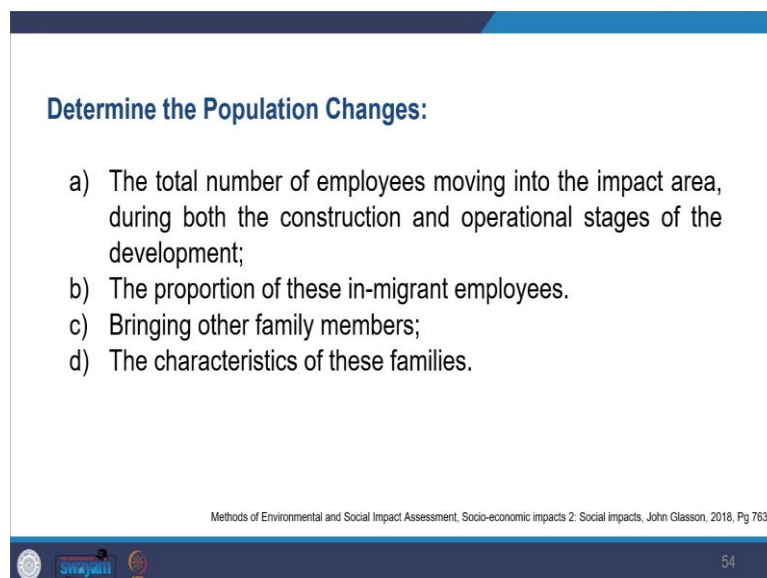 Determine the Population Changes:
a) The total number of employees moving into the impact area,
during both the construction and operational stages of the
development;
b) The proportion of these in-migrant employees.
c) Bringing other family members;
d) The characteristics of these families.
Methods of Environmental and Social Impact Assessment, Socio-economic impacts 2: Social impacts, John Glasson, 2018, Pg 763
swayam
54